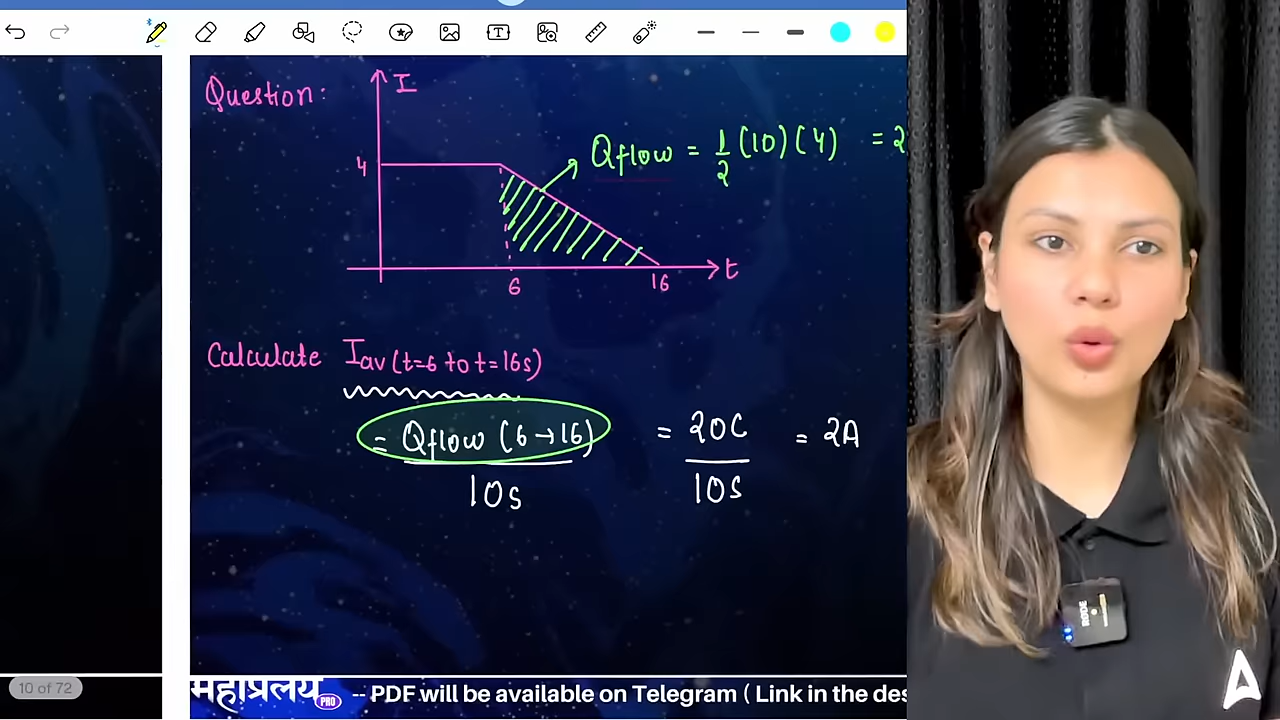 Question:
I
4
Qflow = 1/2 (10)(4) = 2
6
16
t
Calculate Iav (t=6 to t=16s)
= Qflow (6→16) = 20C = 2A
10s 10s
10 of 72
महाप्रलय PRO -- PDF will be available on Telegram ( Link in the des
RODE